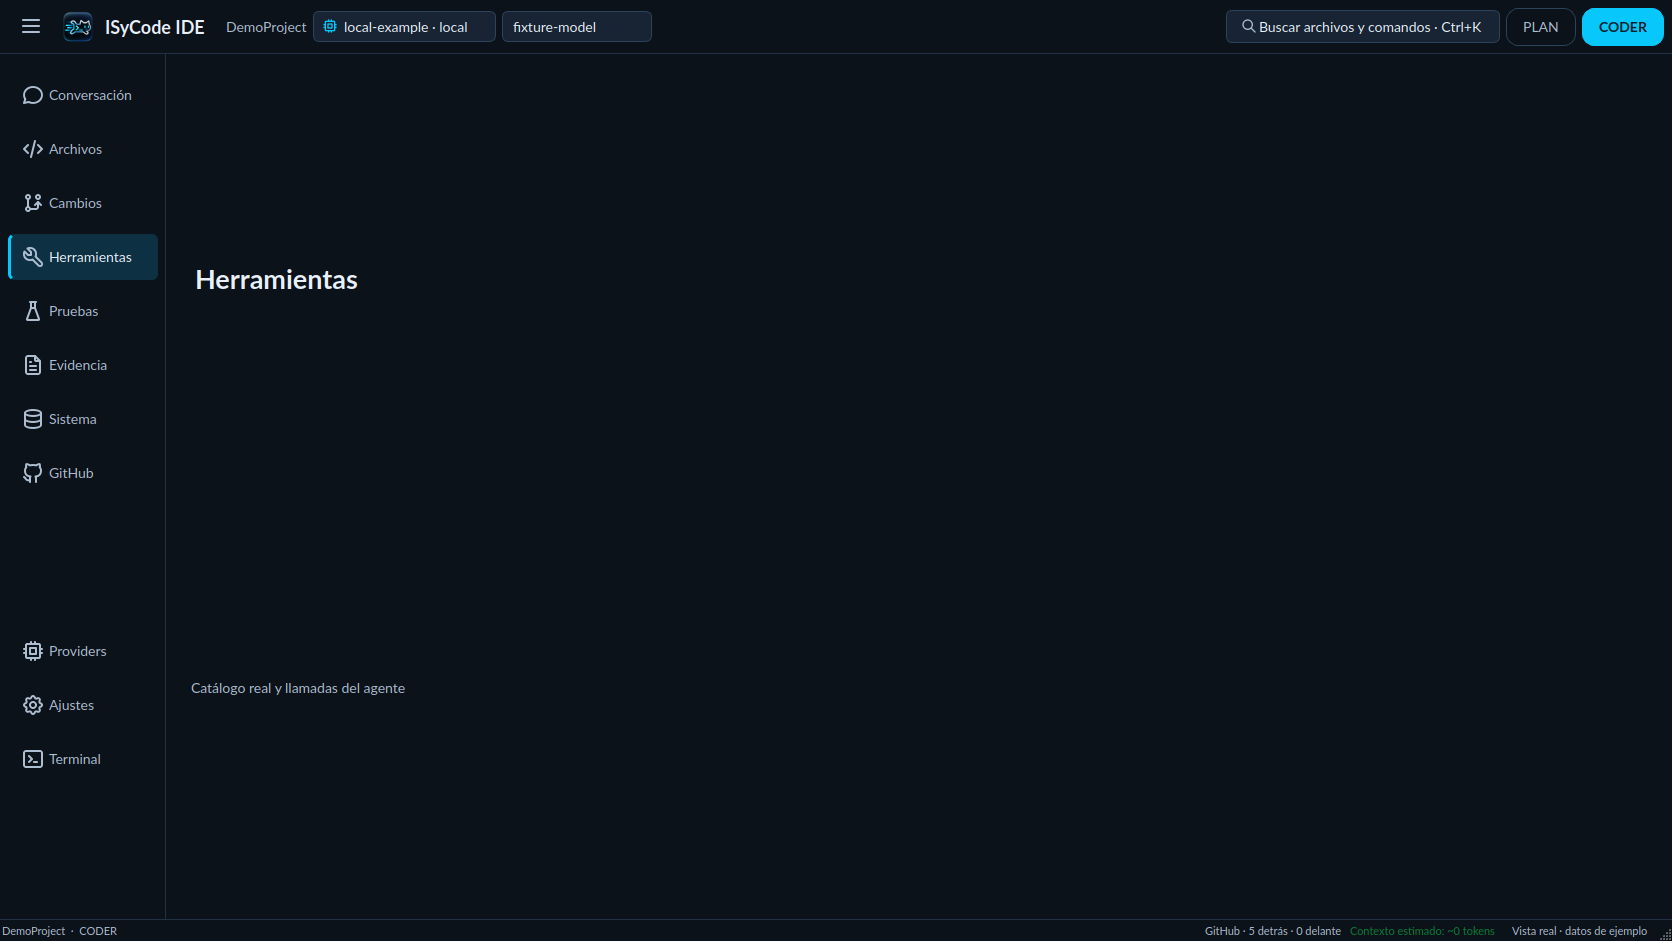 ISyCode IDE
DemoProject
local-example · local
fixture-model
Buscar archivos y comandos · Ctrl+K
PLAN
CODER
Conversación
Archivos
Cambios
Herramientas
Pruebas
Evidencia
Sistema
GitHub
Providers
Ajustes
Terminal
Herramientas
Catálogo real y llamadas del agente
DemoProject · CODER
GitHub · 5 detrás · 0 delante
Contexto estimado: ~0 tokens
Vista real · datos de ejemplo